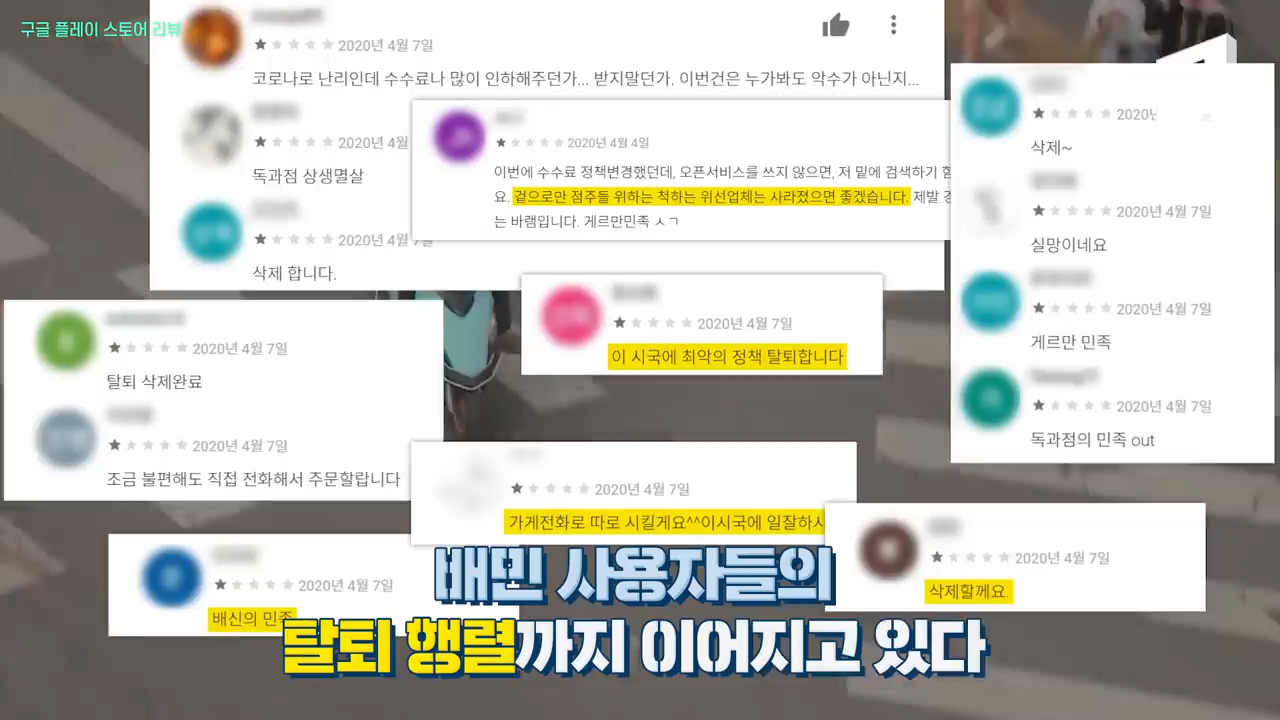 구글 플레이 스토어 리뷰
2020년 4월 7일
코로나로 난리인데 수수료나 많이 인하해주던가... 받지말던가. 이번건은 누가봐도 악수가 아닌지...
2020년 4월
독과점 상생멸살
2020년 4월 7일
삭제 합니다.
2020년 4월 4일
이번에 수수료 정책변경했던데, 오픈서비스를 쓰지 않으면, 저 밑에 검색하기
요. 겉으로만 점주들 위하는 척하는 위선업체는 사라졌으면 좋겠습니다. 제발
는 바램입니다. 게르만민족 ㅅㄱ
삭제~
2020년 4월 7일
실망이네요
2020년 4월 7일
게르만 민족
2020년 4월 7일
독과점의 민족 out
2020년 4월 7일
이 시국에 최악의 정책 탈퇴합니다
2020년 4월 7일
탈퇴 삭제완료
2020년 4월 7일
조금 불편해도 직접 전화해서 주문할랍니다
2020년 4월 7일
가게전화로 따로 시킬게요^^이시국에 일잘하시
2020년 4월 7일
삭제할께요.
2020년 4월 7일
배신의 민족
배민 사용자들의
탈퇴 행렬까지 이어지고 있다